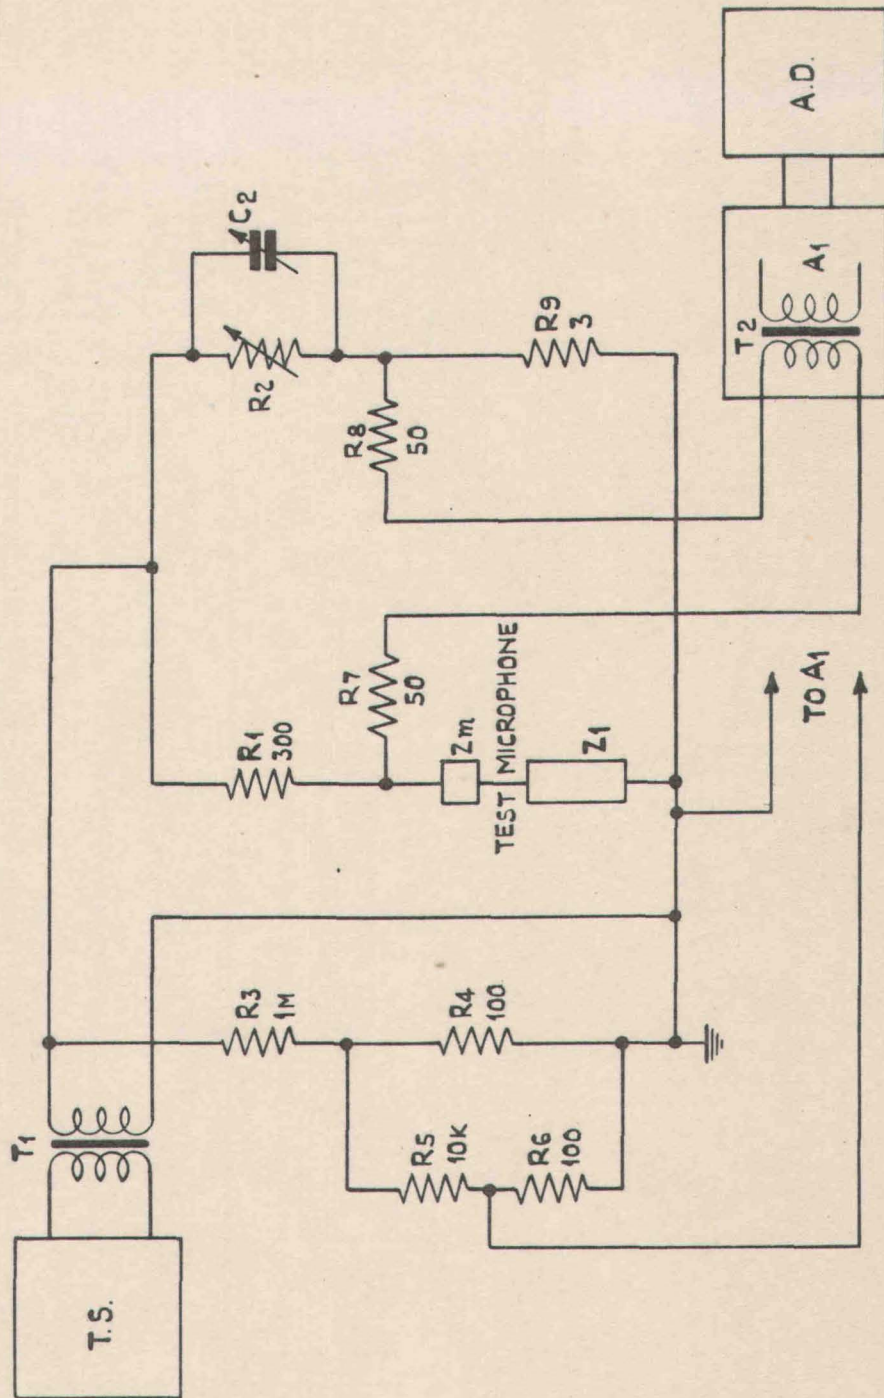 T.S.
T1
R3
1M
R4
100
R5
10K
R6
100
R1
300
R7
50
Zm
TEST MICROPHONE
Z1
R2
C2
R8
50
R9
3
TO A1
T2
A1
A.D.